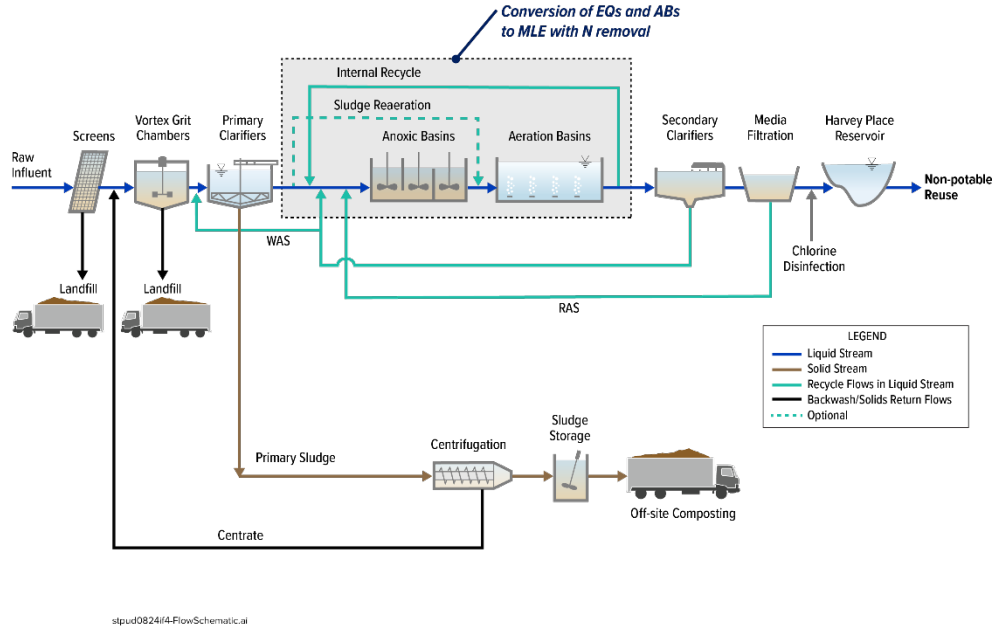 Conversion of EQs and ABs
to MLE with N removal
Internal Recycle
Sludge Reaeration
Screens
Vortex Grit
Chambers
Primary
Clarifiers
Anoxic Basins
Aeration Basins
Secondary
Clarifiers
Media
Filtration
Harvey Place
Reservoir
Raw
Influent
Non-potable
Reuse
WAS
Chlorine
Disinfection
Landfill
Landfill
RAS
LEGEND
Liquid Stream
Solid Stream
Recycle Flows in Liquid Stream
Backwash/Solids Return Flows
Optional
Primary Sludge
Centrifugation
Sludge
Storage
Off-site Composting
Centrate
stpud0824if4-FlowSchematic.ai